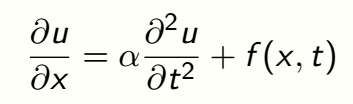 ∂u/∂x = α ∂²u/∂t² + f(x, t)